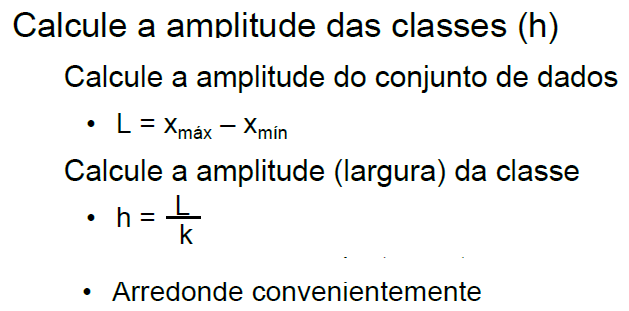 Calcule a amplitude das classes (h)
Calcule a amplitude do conjunto de dados
• L = xmáx – xmín
Calcule a amplitude (largura) da classe
• h = L
k
• Arredonde convenientemente